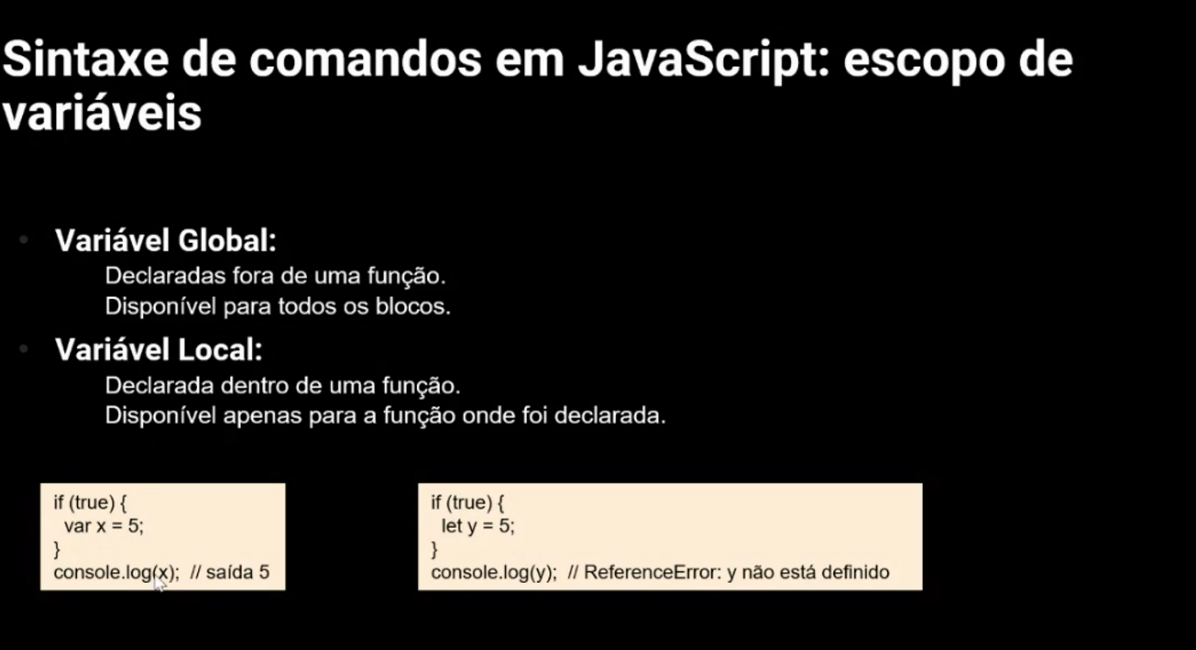 Sintaxe de comandos em JavaScript: escopo de
variáveis
• Variável Global:
Declaradas fora de uma função.
Disponível para todos os blocos.
• Variável Local:
Declarada dentro de uma função.
Disponível apenas para a função onde foi declarada.
if (true) {
var x = 5;
}
console.log(x); // saída 5
if (true) {
let y = 5;
}
console.log(y); // ReferenceError: y não está definido